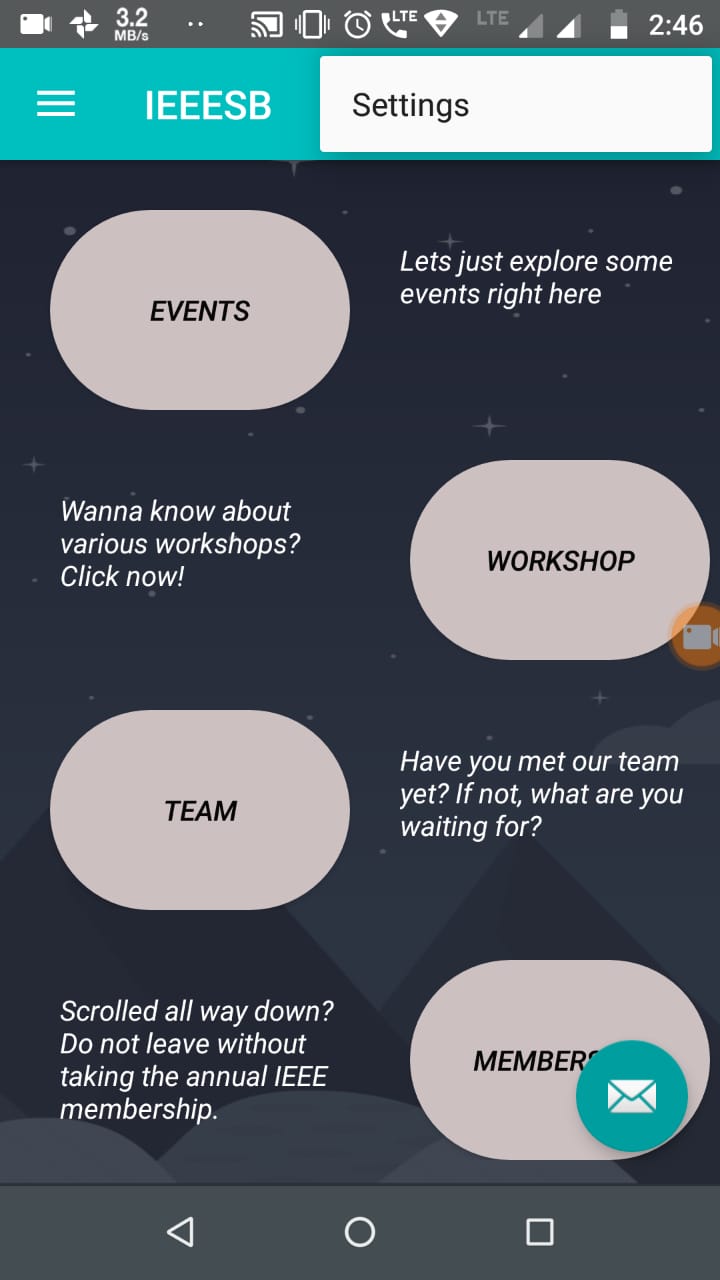 3.2
MB/s
LTE
LTE
2:46
IEEESB
Settings
EVENTS
Lets just explore some
events right here
Wanna know about
various workshops?
Click now!
WORKSHOP
TEAM
Have you met our team
yet? If not, what are you
waiting for?
Scrolled all way down?
Do not leave without
taking the annual IEEE
membership.